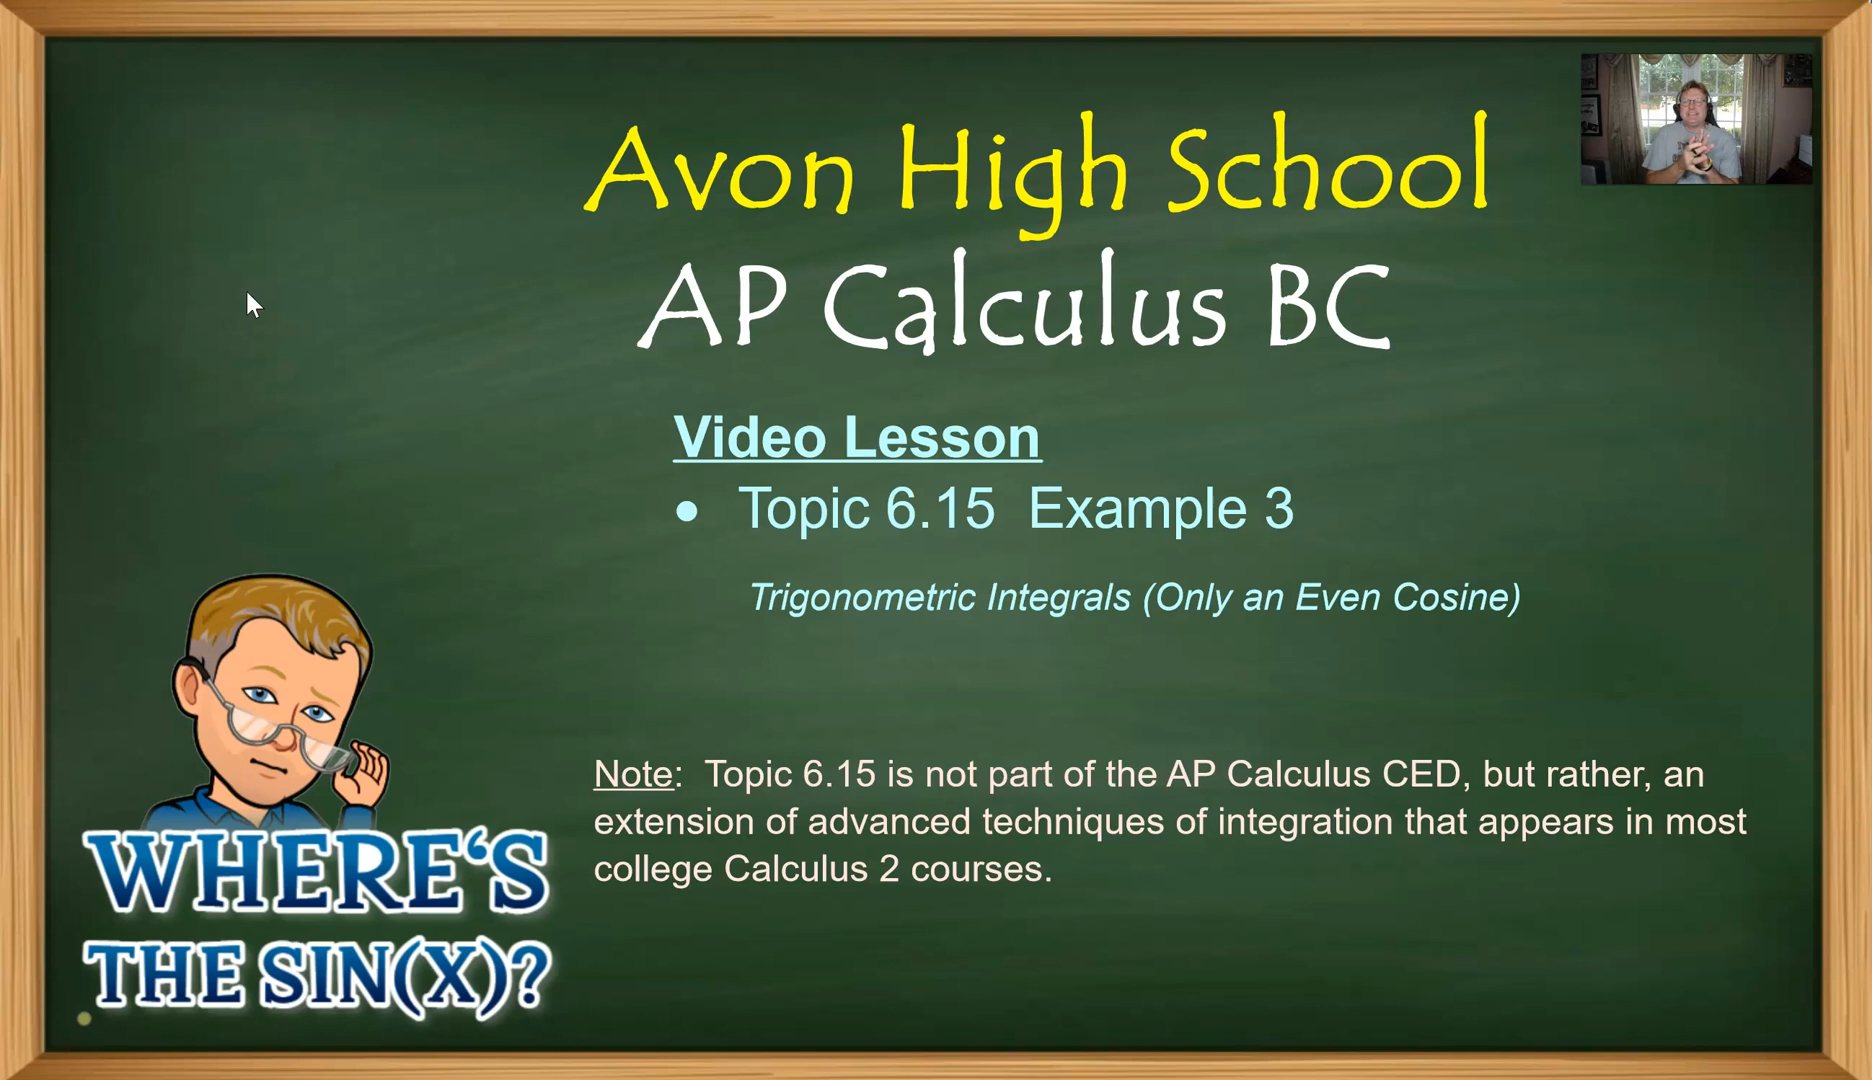 Avon High School
AP Calculus BC
Video Lesson
• Topic 6.15 Example 3
Trigonometric Integrals (Only an Even Cosine)
Note: Topic 6.15 is not part of the AP Calculus CED, but rather, an
extension of advanced techniques of integration that appears in most
college Calculus 2 courses.
WHERE'S
THE SIN(X)?